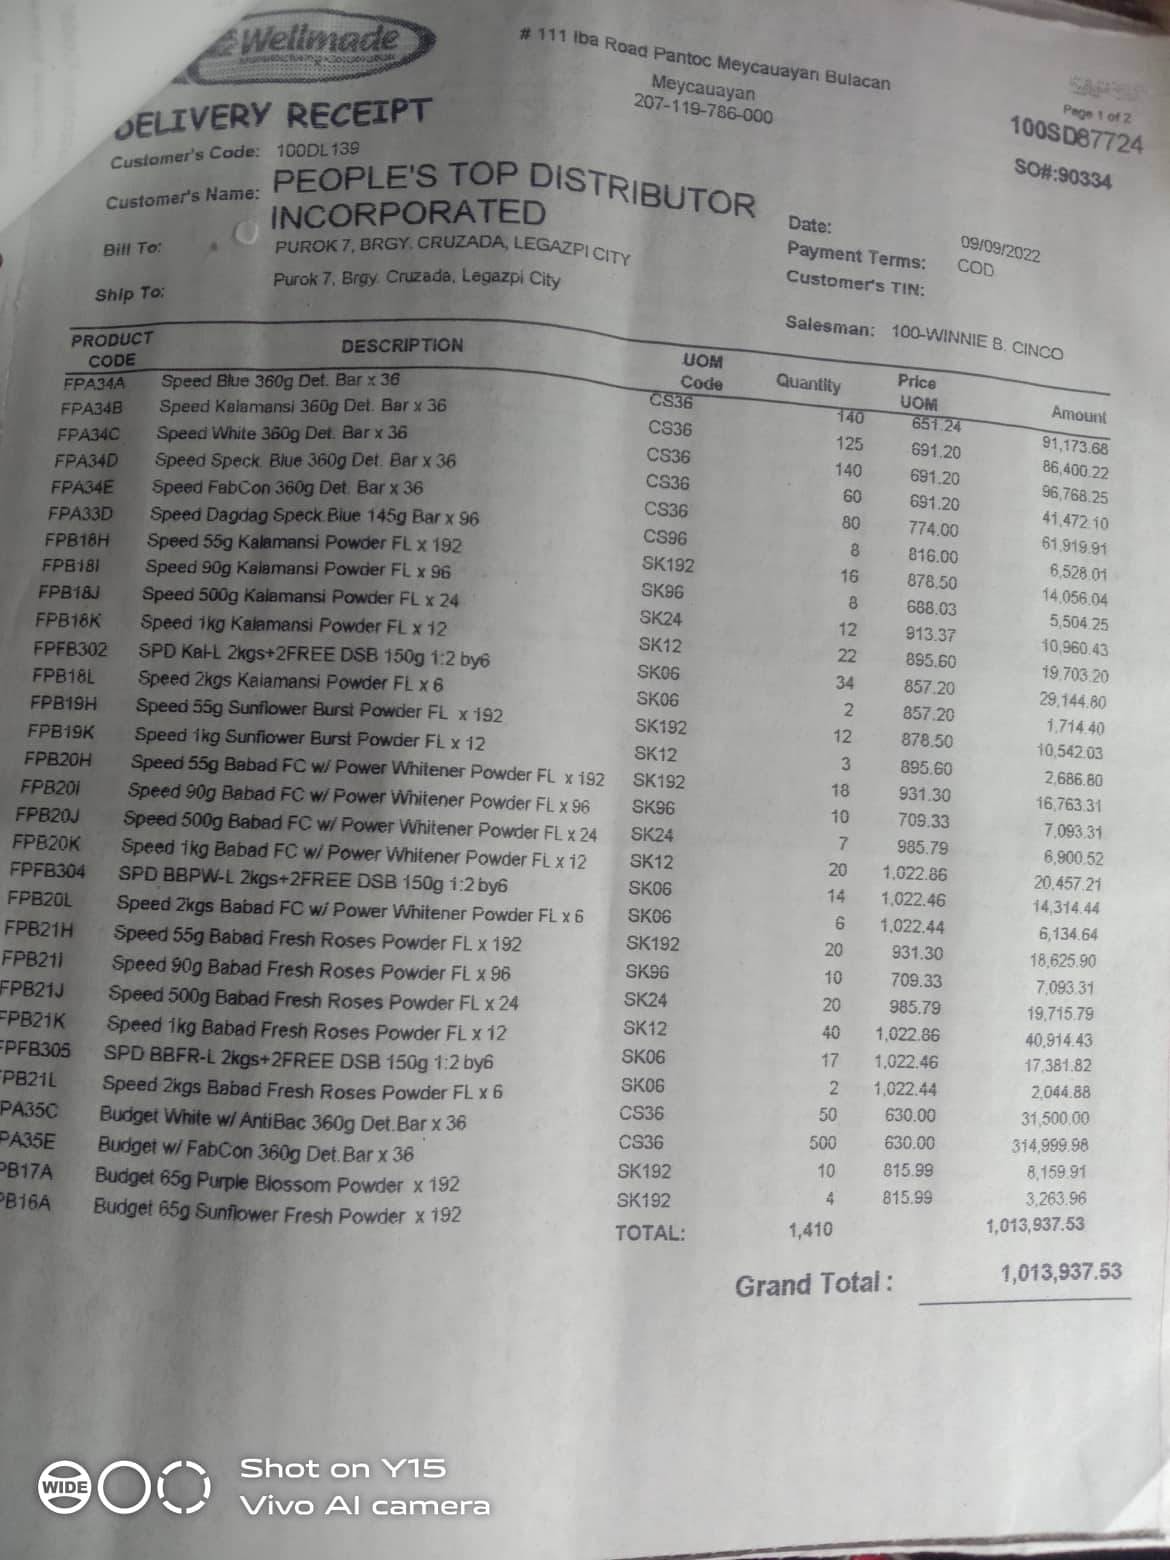 Wellmade
Manufacturing Corporation
# 111 Iba Road Pantoc Meycauayan Bulacan
Meycauayan
207-119-786-000
Page 1 of 2
100SD87724
SO#:90334
DELIVERY RECEIPT
Customer's Code: 100DL139
Customer's Name: PEOPLE'S TOP DISTRIBUTOR
INCORPORATED
Bill To: PUROK 7, BRGY. CRUZADA, LEGAZPI CITY
Ship To: Purok 7, Brgy. Cruzada, Legazpi City
Date: 09/09/2022
Payment Terms: COD
Customer's TIN:
Salesman: 100-WINNIE B. CINCO
PRODUCT CODE DESCRIPTION UOM Code Quantity Price UOM Amount
FPA34A Speed Blue 360g Det. Bar x 36 CS36 140 651.24 91,173.68
FPA34B Speed Kalamansi 360g Det. Bar x 36 CS36 125 691.20 86,400.22
FPA34C Speed White 360g Det. Bar x 36 CS36 140 691.20 96,768.25
FPA34D Speed Speck. Blue 360g Det. Bar x 36 CS36 60 691.20 41,472.10
FPA34E Speed FabCon 360g Det. Bar x 36 CS36 80 774.00 61,919.91
FPA33D Speed Dagdag Speck.Blue 145g Bar x 96 CS96 8 816.00 6,528.01
FPB18H Speed 55g Kalamansi Powder FL x 192 SK192 16 878.50 14,056.04
FPB18I Speed 90g Kalamansi Powder FL x 96 SK96 8 688.03 5,504.25
FPB18J Speed 500g Kalamansi Powder FL x 24 SK24 12 913.37 10,960.43
FPB18K Speed 1kg Kalamansi Powder FL x 12 SK12 22 895.60 19,703.20
FPFB302 SPD Kal-L 2kgs+2FREE DSB 150g 1:2 by6 SK06 34 857.20 29,144.80
FPB18L Speed 2kgs Kalamansi Powder FL x 6 SK06 2 857.20 1,714.40
FPB19H Speed 55g Sunflower Burst Powder FL x 192 SK192 12 878.50 10,542.03
FPB19K Speed 1kg Sunflower Burst Powder FL x 12 SK12 3 895.60 2,686.80
FPB20H Speed 55g Babad FC w/ Power Whitener Powder FL x 192 SK192 18 931.30 16,763.31
FPB20I Speed 90g Babad FC w/ Power Whitener Powder FL x 96 SK96 10 709.33 7,093.31
FPB20J Speed 500g Babad FC w/ Power Whitener Powder FL x 24 SK24 7 985.79 6,900.52
FPB20K Speed 1kg Babad FC w/ Power Whitener Powder FL x 12 SK12 20 1,022.86 20,457.21
FPFB304 SPD BBPW-L 2kgs+2FREE DSB 150g 1:2 by6 SK06 14 1,022.46 14,314.44
FPB20L Speed 2kgs Babad FC w/ Power Whitener Powder FL x 6 SK06 6 1,022.44 6,134.64
FPB21H Speed 55g Babad Fresh Roses Powder FL x 192 SK192 20 931.30 18,625.90
FPB21I Speed 90g Babad Fresh Roses Powder FL x 96 SK96 10 709.33 7,093.31
FPB21J Speed 500g Babad Fresh Roses Powder FL x 24 SK24 20 985.79 19,715.79
FPB21K Speed 1kg Babad Fresh Roses Powder FL x 12 SK12 40 1,022.86 40,914.43
FPFB305 SPD BBFR-L 2kgs+2FREE DSB 150g 1:2 by6 SK06 17 1,022.46 17,381.82
FPB21L Speed 2kgs Babad Fresh Roses Powder FL x 6 SK06 2 1,022.44 2,044.88
PA35C Budget White w/ AntiBac 360g Det.Bar x 36 CS36 50 630.00 31,500.00
PA35E Budget w/ FabCon 360g Det.Bar x 36 CS36 500 630.00 314,999.98
PB17A Budget 65g Purple Blossom Powder x 192 SK192 10 815.99 8,159.91
PB16A Budget 65g Sunflower Fresh Powder x 192 SK192 4 815.99 3,263.96
TOTAL: 1,410 1,013,937.53
Grand Total : 1,013,937.53
WIDE
Shot on Y15
Vivo AI camera